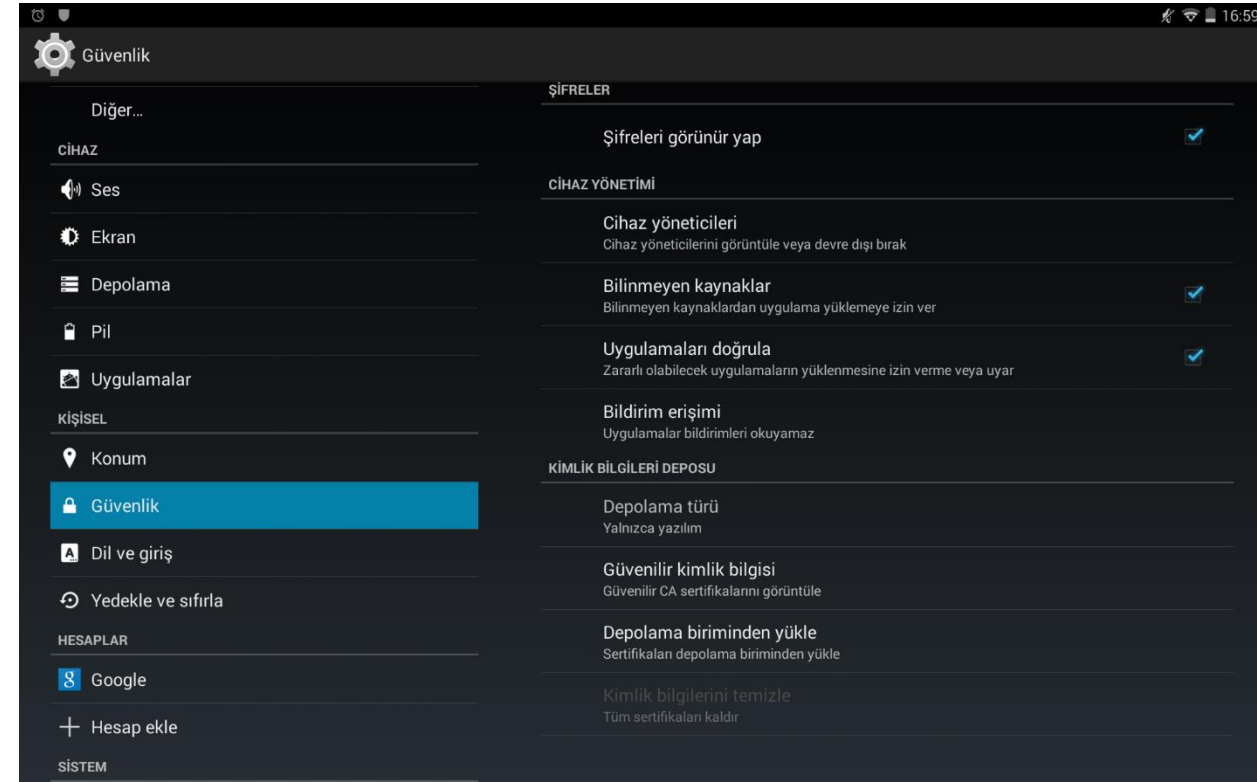 16:59
Güvenlik
Diğer...
CİHAZ
Ses
Ekran
Depolama
Pil
Uygulamalar
KİŞİSEL
Konum
Güvenlik
Dil ve giriş
Yedekle ve sıfırla
HESAPLAR
Google
Hesap ekle
SİSTEM
ŞİFRELER
Şifreleri görünür yap
CİHAZ YÖNETİMİ
Cihaz yöneticileri
Cihaz yöneticilerini görüntüle veya devre dışı bırak
Bilinmeyen kaynaklar
Bilinmeyen kaynaklardan uygulama yüklemeye izin ver
Uygulamaları doğrula
Zararlı olabilecek uygulamaların yüklenmesine izin verme veya uyar
Bildirim erişimi
Uygulamalar bildirimleri okuyamaz
KİMLİK BİLGİLERİ DEPOSU
Depolama türü
Yalnızca yazılım
Güvenilir kimlik bilgisi
Güvenilir CA sertifikalarını görüntüle
Depolama biriminden yükle
Sertifikaları depolama biriminden yükle
Kimlik bilgilerini temizle
Tüm sertifikaları kaldır